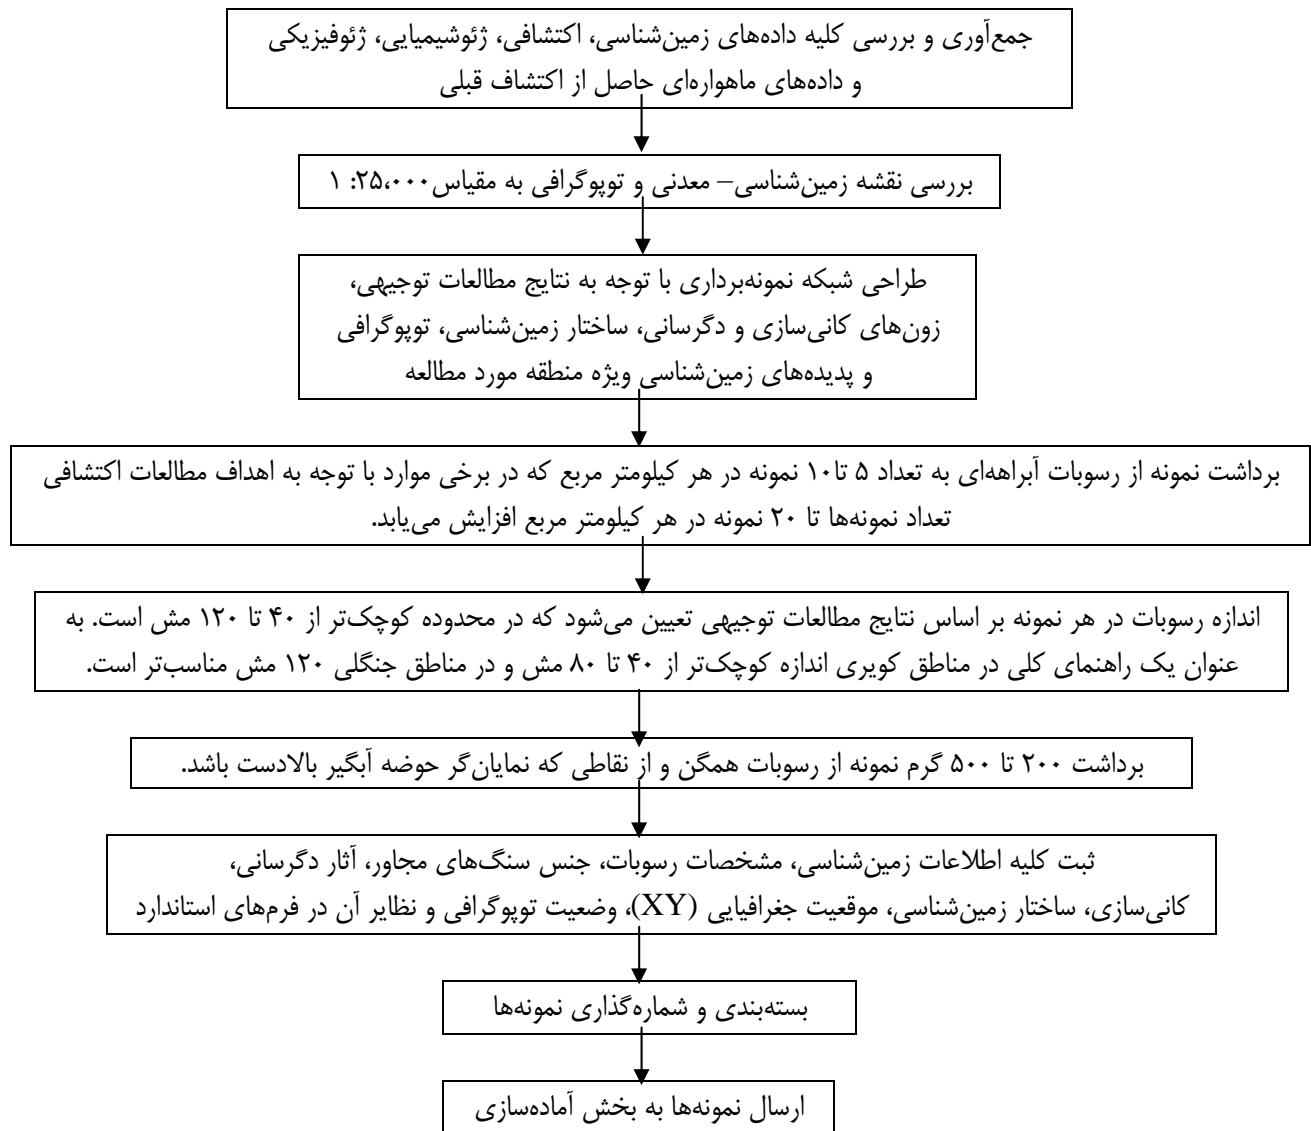 جمع‌آوری و بررسی کلیه داده‌های زمین‌شناسی، اکتشافی، ژئوشیمیایی، ژئوفیزیکی
و داده‌های ماهواره‌ای حاصل از اکتشاف قبلی
بررسی نقشه زمین‌شناسی– معدنی و توپوگرافی به مقیاس ۲۵،۰۰۰: ۱
طراحی شبکه نمونه‌برداری با توجه به نتایج مطالعات توجیهی،
زون‌های کانی‌سازی و دگرسانی، ساختار زمین‌شناسی، توپوگرافی
و پدیده‌های زمین‌شناسی ویژه منطقه مورد مطالعه
برداشت نمونه از رسوبات آبراهه‌ای به تعداد ۵ تا۱۰ نمونه در هر کیلومتر مربع که در برخی موارد با توجه به اهداف مطالعات اکتشافی
تعداد نمونه‌ها تا ۲۰ نمونه در هر کیلومتر مربع افزایش می‌یابد.
اندازه رسوبات در هر نمونه بر اساس نتایج مطالعات توجیهی تعیین می‌شود که در محدوده کوچک‌تر از ۴۰ تا ۱۲۰ مش است. به
عنوان یک راهنمای کلی در مناطق کویری اندازه کوچک‌تر از ۴۰ تا ۸۰ مش و در مناطق جنگلی ۱۲۰ مش مناسب‌تر است.
برداشت ۲۰۰ تا ۵۰۰ گرم نمونه از رسوبات همگن و از نقاطی که نمایان‌گر حوضه آبگیر بالادست باشد.
ثبت کلیه اطلاعات زمین‌شناسی، مشخصات رسوبات، جنس سنگ‌های مجاور، آثار دگرسانی،
کانی‌سازی، ساختار زمین‌شناسی، موقعیت جغرافیایی (XY)، وضعیت توپوگرافی و نظایر آن در فرم‌های استاندارد
بسته‌بندی و شماره‌گذاری نمونه‌ها
ارسال نمونه‌ها به بخش آماده‌سازی